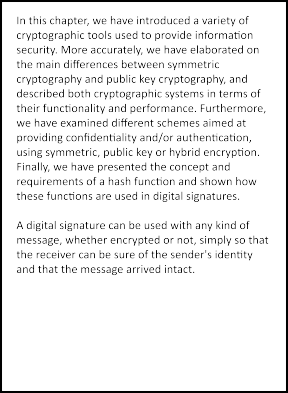 In this chapter, we have introduced a variety of
cryptographic tools used to provide information
security. More accurately, we have elaborated on
the main differences between symmetric
cryptography and public key cryptography, and
described both cryptographic systems in terms of
their functionality and performance. Furthermore,
we have examined different schemes aimed at
providing confidentiality and/or authentication,
using symmetric, public key or hybrid encryption.
Finally, we have presented the concept and
requirements of a hash function and shown how
these functions are used in digital signatures.
A digital signature can be used with any kind of
message, whether encrypted or not, simply so that
the receiver can be sure of the sender's identity
and that the message arrived intact.